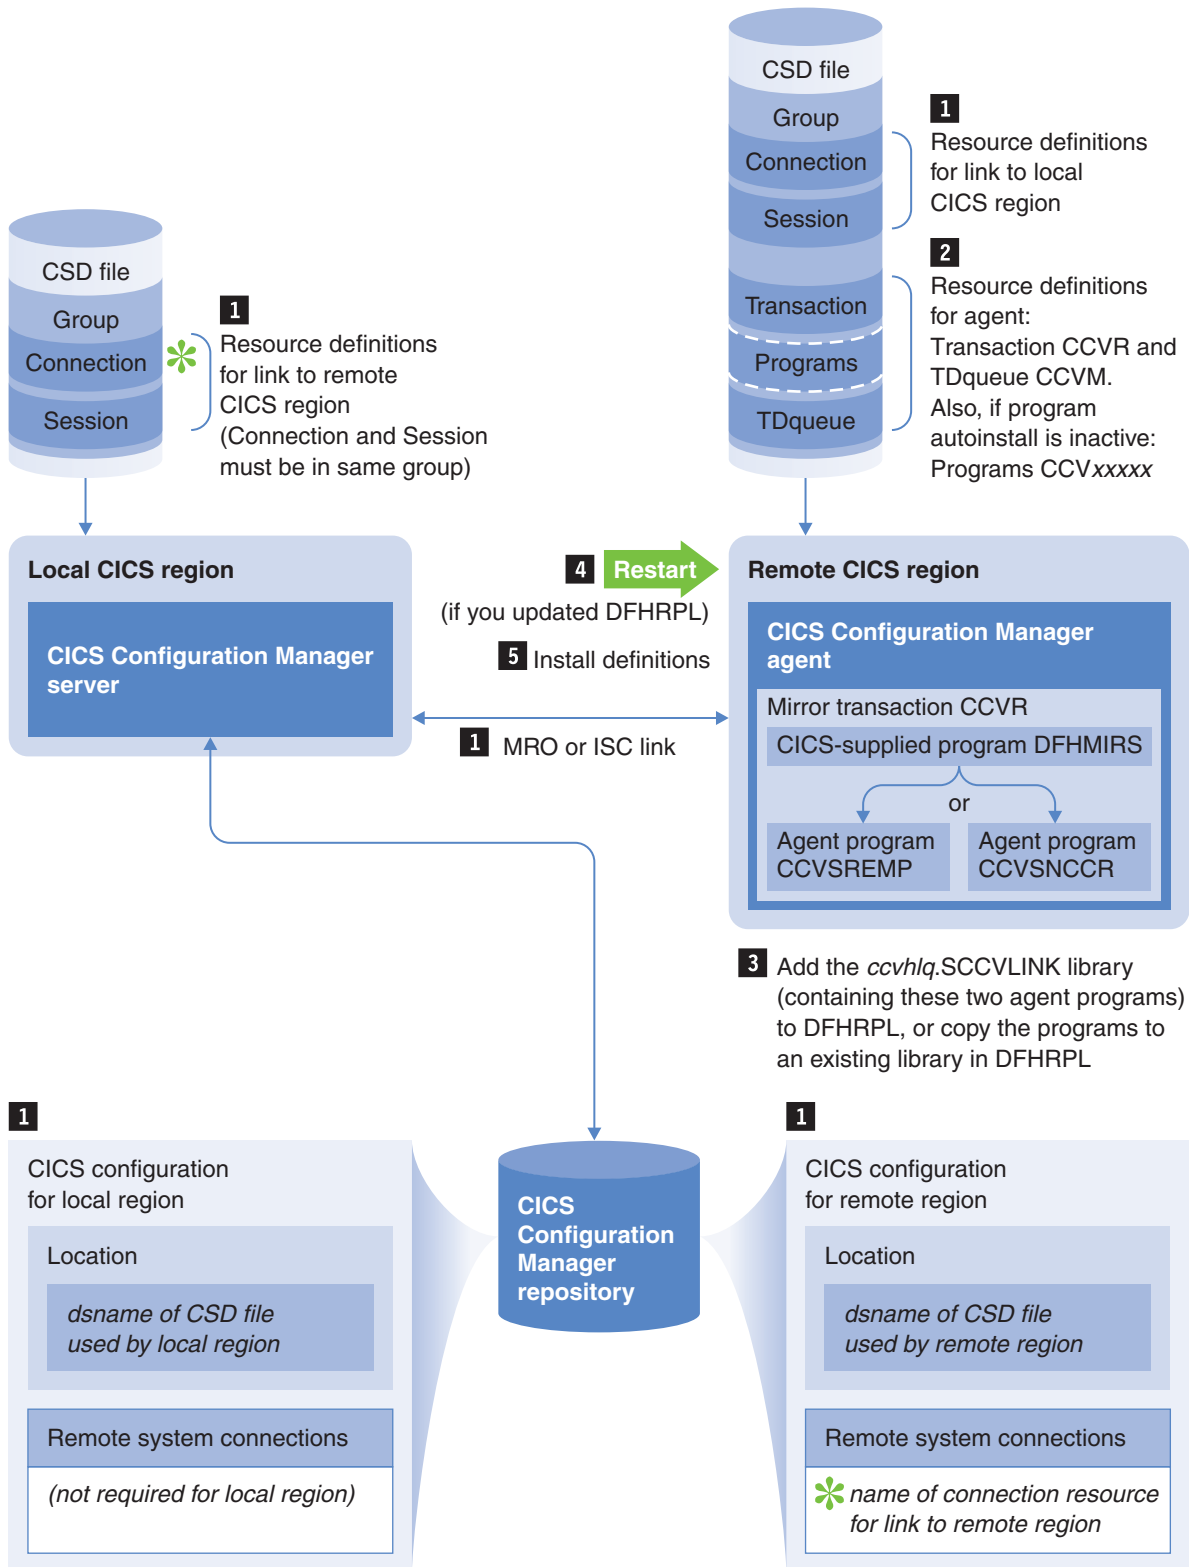 CSD file
Group
Connection
Session
Transaction
Programs
TDqueue
1
Resource definitions
for link to local
CICS region
2
Resource definitions
for agent:
Transaction CCVR and
TDqueue CCVM.
Also, if program
autoinstall is inactive:
Programs CCVxxxxx
CSD file
Group
Connection
Session
1
Resource definitions
for link to remote
CICS region
(Connection and Session
must be in same group)
Local CICS region
CICS Configuration Manager
server
4 Restart
(if you updated DFHRPL)
5 Install definitions
1 MRO or ISC link
Remote CICS region
CICS Configuration Manager
agent
Mirror transaction CCVR
CICS-supplied program DFHMIRS
or
Agent program
CCVSREMP
Agent program
CCVSNCCR
3 Add the ccvhlq.SCCVLINK library
(containing these two agent programs)
to DFHRPL, or copy the programs to
an existing library in DFHRPL
1
CICS configuration
for local region
Location
dsname of CSD file
used by local region
Remote system connections
(not required for local region)
CICS
Configuration
Manager
repository
1
CICS configuration
for remote region
Location
dsname of CSD file
used by remote region
Remote system connections
name of connection resource
for link to remote region